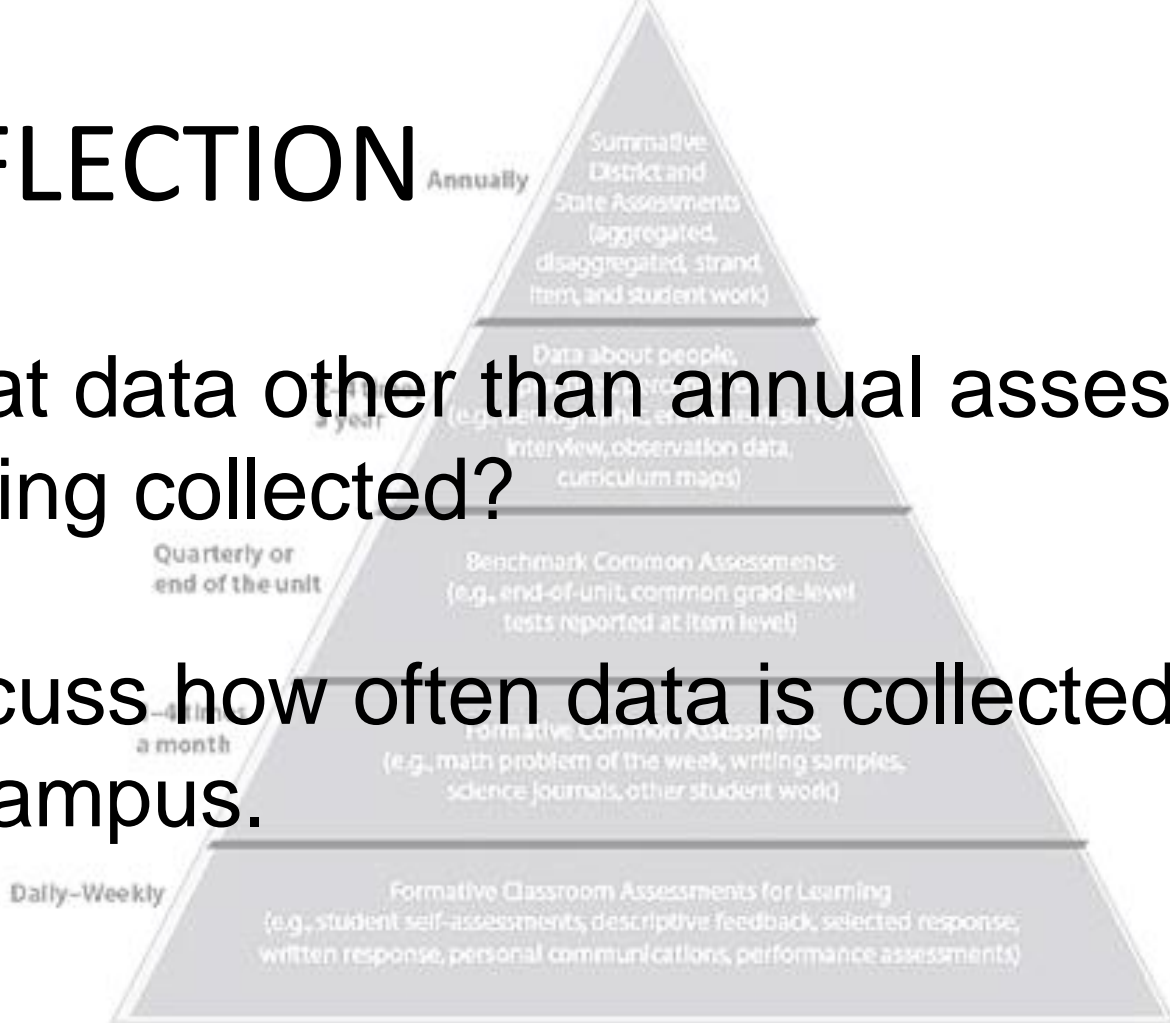 FLECTION
Annually
Summative
District and
State Assessments
(aggregated,
disaggregated, strand,
item, and student work)
at data other than annual asses
ing collected?
a year
Data about people,
interview, observation data,
curriculum maps)
Quarterly or
end of the unit
Benchmark Common Assessments
(e.g., end-of-unit, common grade-level
tests reported at item level)
cuss how often data is collected
ampus.
a month
Formative Common Assessments
(e.g., math problem of the week, writing samples,
science journals, other student work)
Daily–Weekly
Formative Classroom Assessments for Learning
(e.g., student self-assessments, descriptive feedback, selected response,
written response, personal communications, performance assessments)